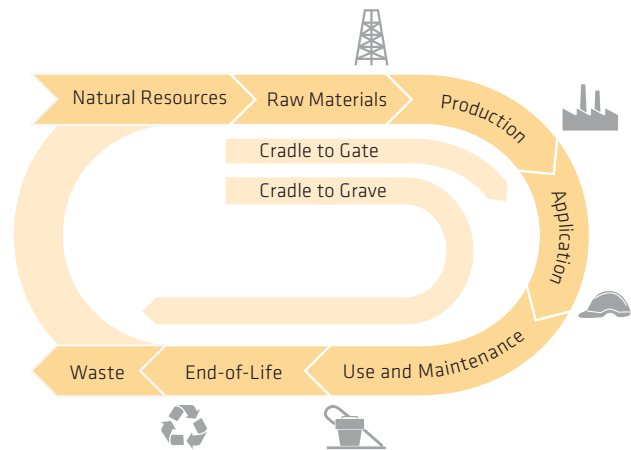 Natural Resources
Raw Materials
Production
Cradle to Gate
Cradle to Grave
Application
Use and Maintenance
End-of-Life
Waste